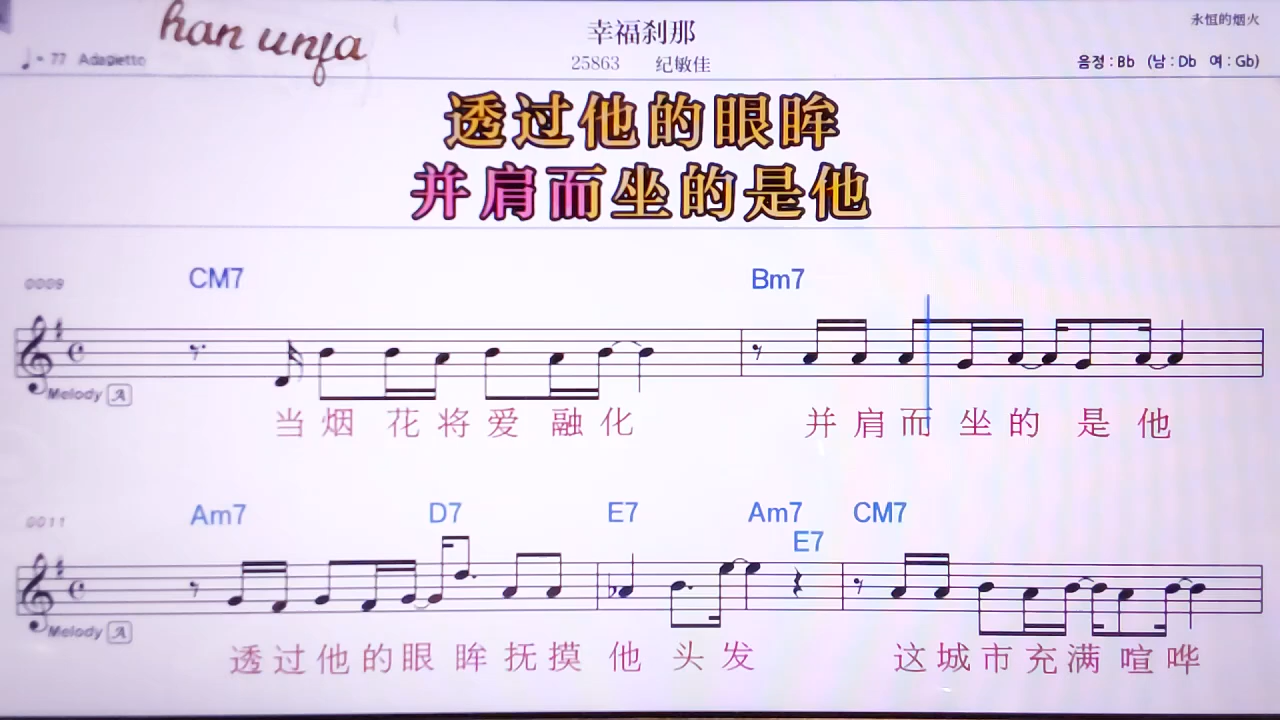 han unfa
幸福刹那
永恒的烟火
♩= 77 Adagietto
25863 纪敏佳
음정 : Bb (남 : Db 여 : Gb)
透过他的眼眸
并肩而坐的是他
0009
CM7 Bm7
Melody A
当烟花将爱融化 并肩而坐的是他
0011
Am7 D7 E7 Am7 E7 CM7
Melody A
透过他的眼眸抚摸他头发 这城市充满喧哗